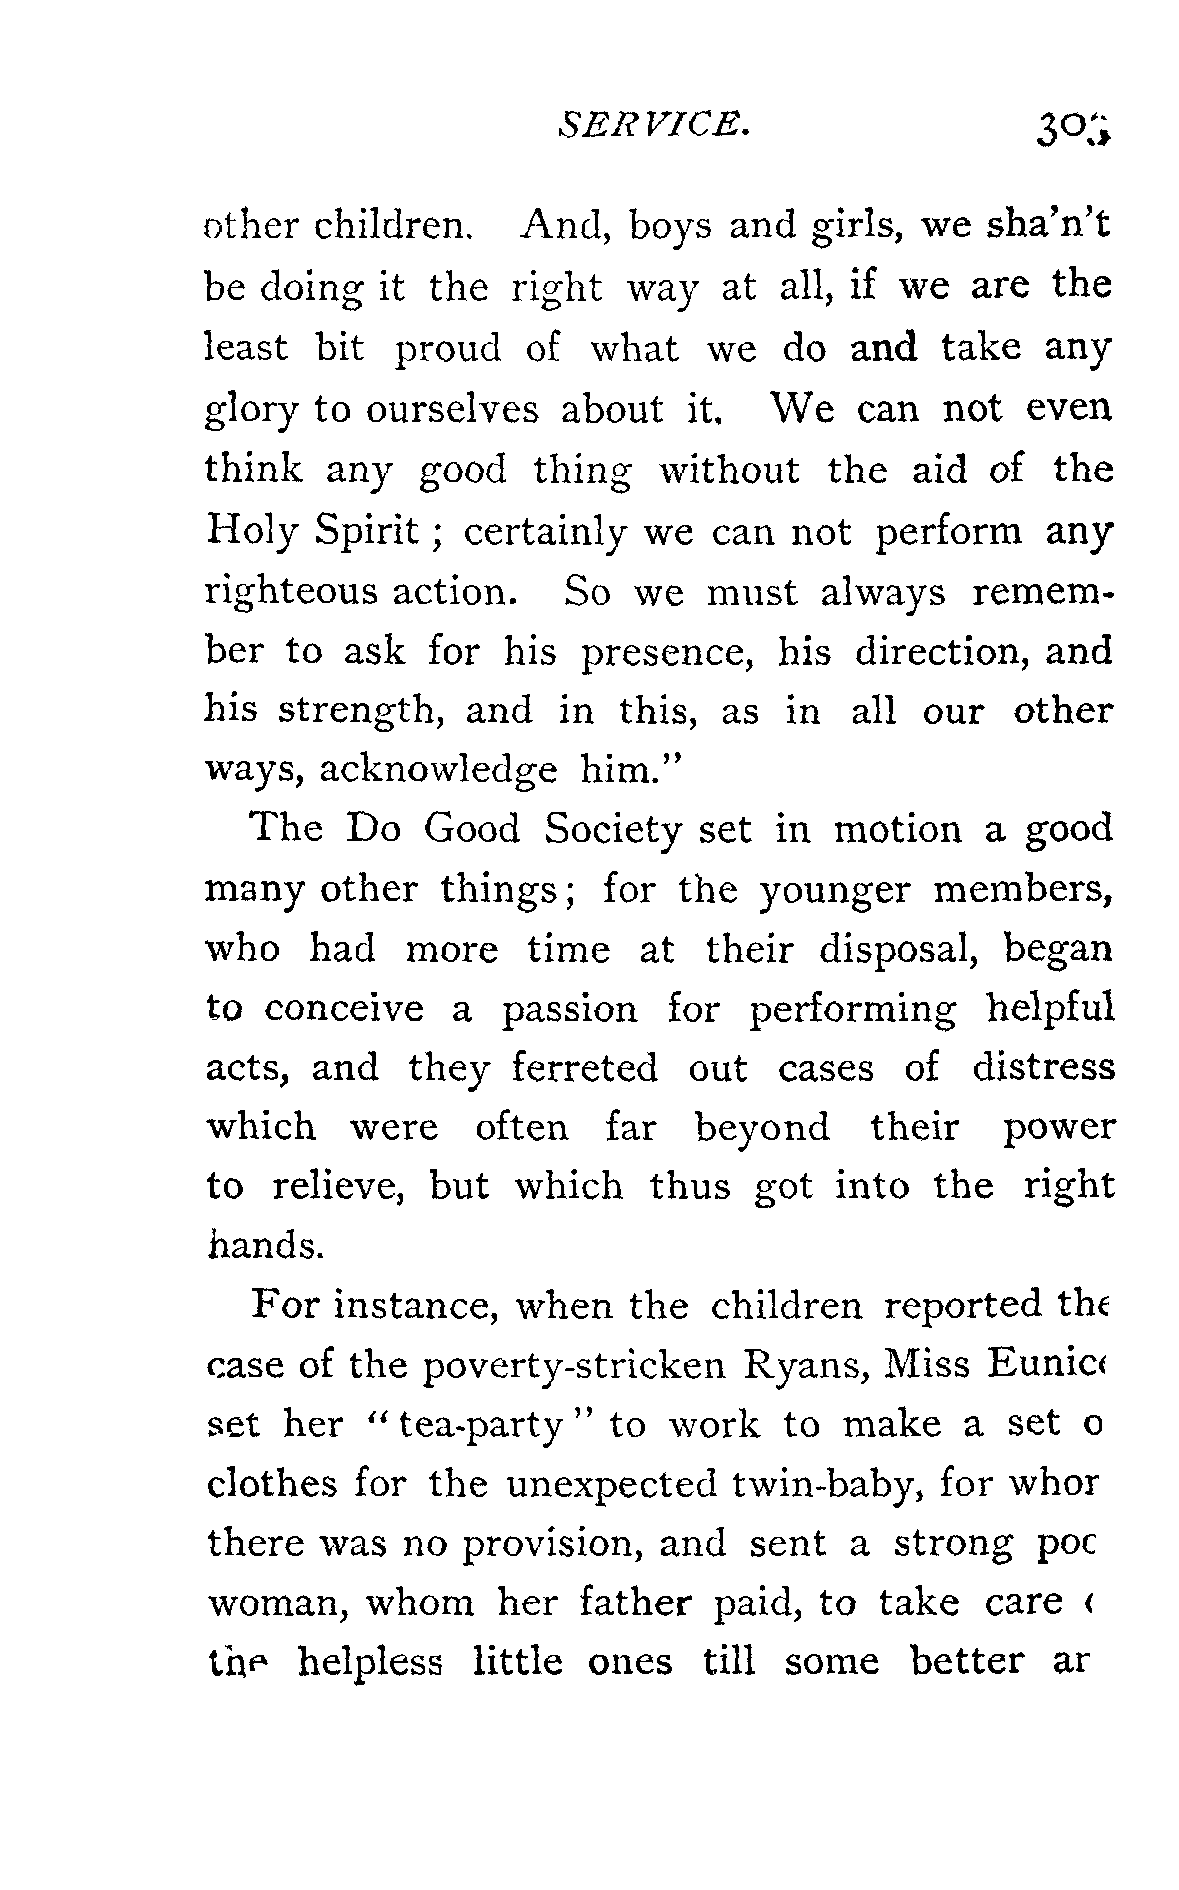 SERVICE.
other children. And, boys and girls, we sha'n't
be doing it the right way at all, if we are the
least bit proud of what we do and take any
glory to ourselves about it. We can not even
think any good thing without the aid of the
Holy Spirit ; certainly we can not perform any
righteous action. So we must always remem-
ber to ask for his presence, his direction, and
his strength, and in this, as in all our other
ways, acknowledge him."
The Do Good Society set in motion a good
many other things ; for the younger members,
who had more time at their disposal, began
to conceive a passion for performing helpful
acts, and they ferreted out cases of distress
which were often far beyond their power
to relieve, but which thus got into the right
hands.
For instance, when the children reported the
case of the poverty-stricken Ryans, Miss Eunice
set her " tea-party " to work to make a set o
clothes for the unexpected twin-baby, for whor
there was no provision, and sent a strong poc
woman, whom her father paid, to take care
the helpless little ones till some better ar